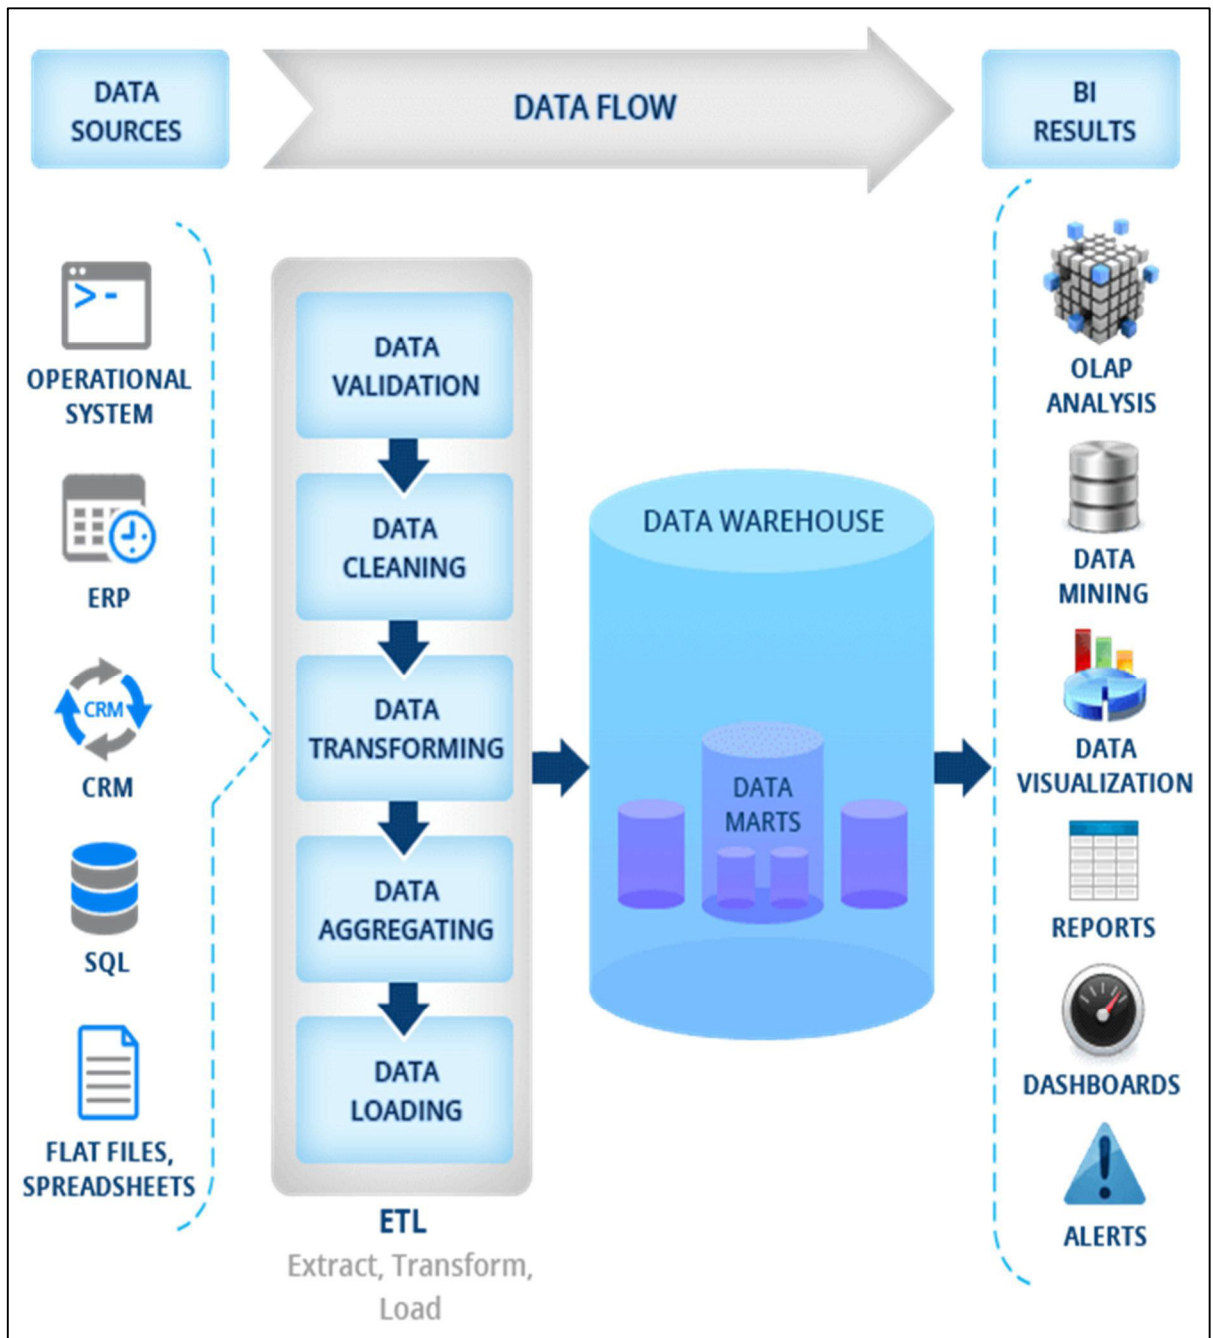 DATA
SOURCES
DATA FLOW
BI
RESULTS
>-
OPERATIONAL
SYSTEM
ERP
CRM
CRM
SQL
FLAT FILES,
SPREADSHEETS
DATA
VALIDATION
DATA
CLEANING
DATA
TRANSFORMING
DATA
AGGREGATING
DATA
LOADING
ETL
Extract, Transform,
Load
DATA WAREHOUSE
DATA
MARTS
OLAP
ANALYSIS
DATA
MINING
DATA
VISUALIZATION
REPORTS
DASHBOARDS
ALERTS